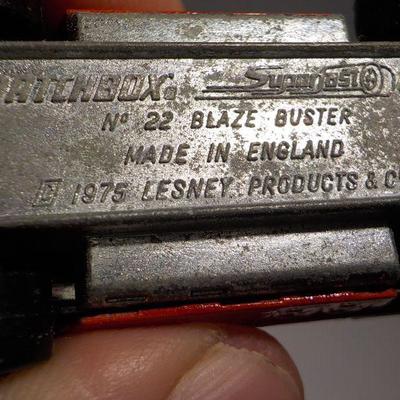 ATCHBOX® Superfast
Nº 22 BLAZE BUSTER
MADE IN ENGLAND
© 1975 LESNEY PRODUCTS & C